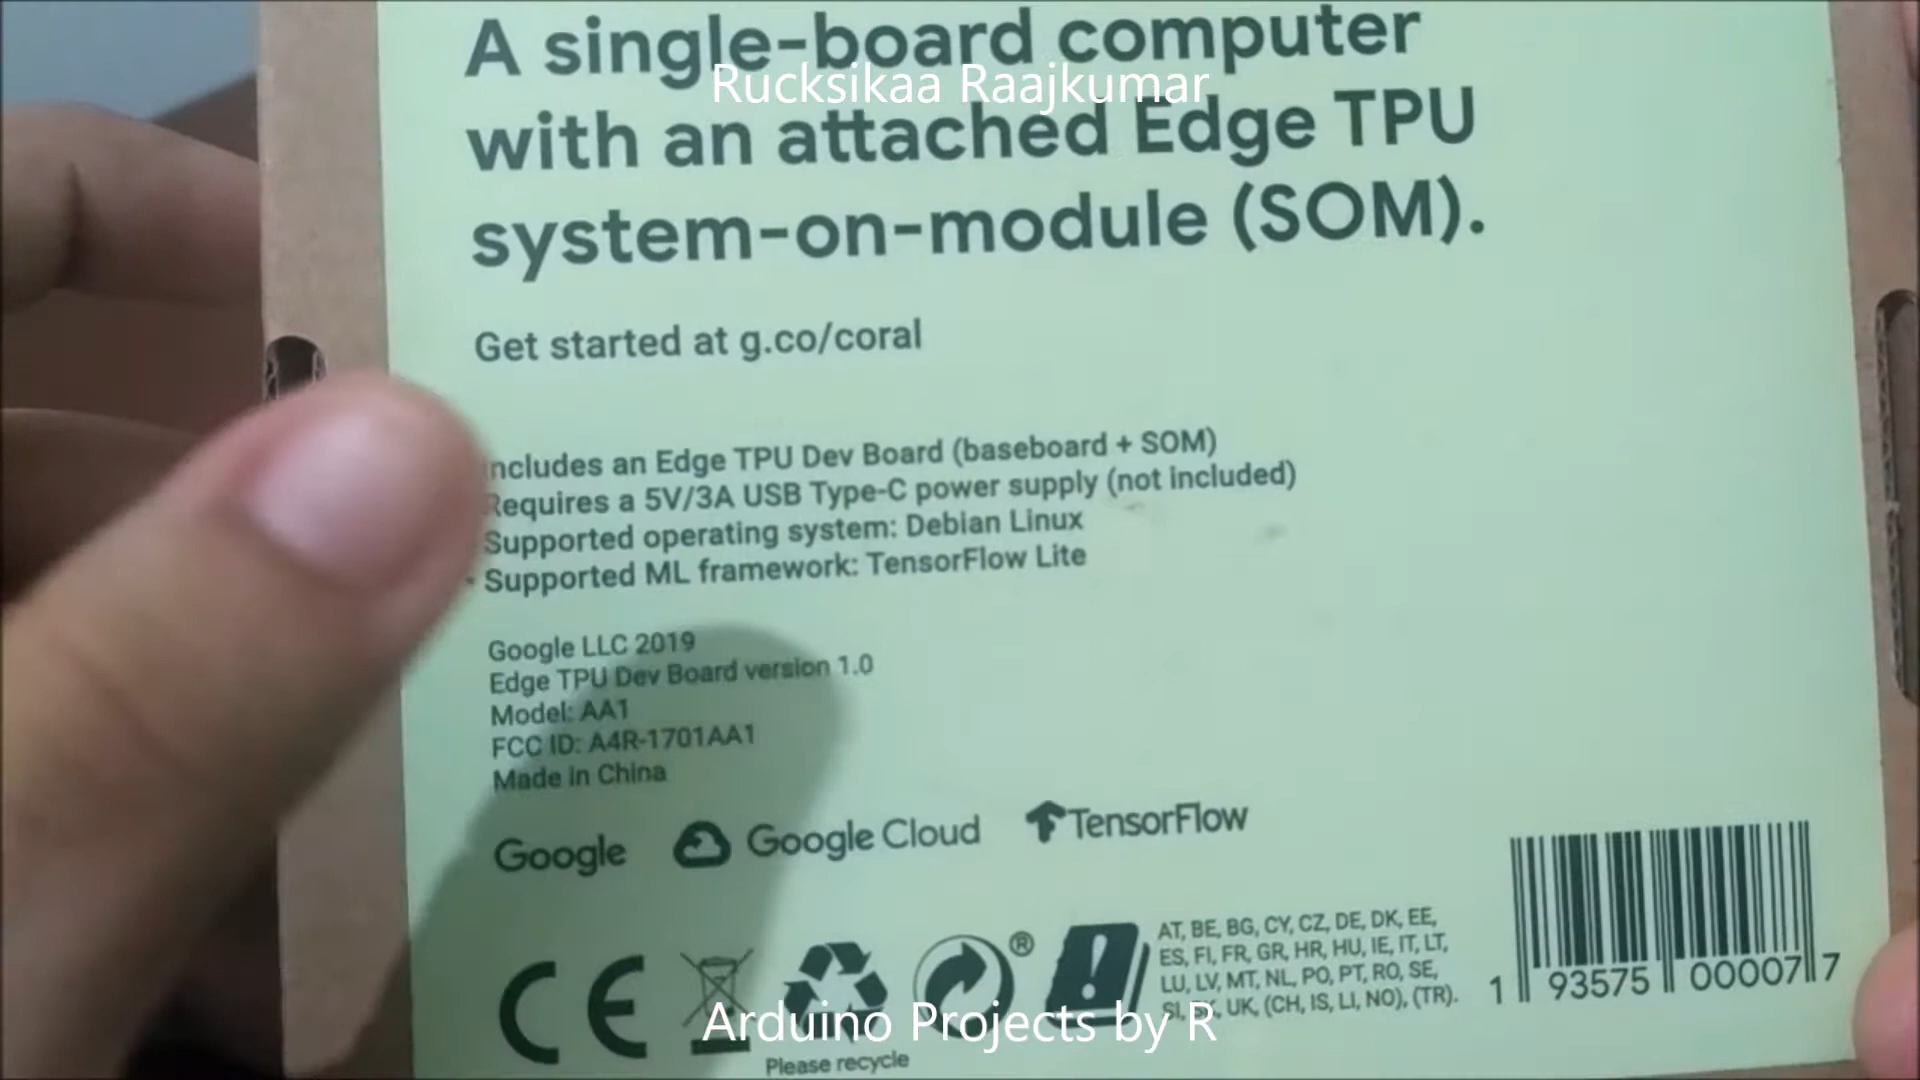 A single-board computer
Rucksikaa Raajkumar
with an attached Edge TPU
system-on-module (SOM).
Get started at g.co/coral
includes an Edge TPU Dev Board (baseboard + SOM)
Requires a 5V/3A USB Type-C power supply (not included)
Supported operating system: Debian Linux
• Supported ML framework: TensorFlow Lite
Google LLC 2019
Edge TPU Dev Board version 1.0
Model: AA1
FCC ID: A4R-1701AA1
Made in China
Google Google Cloud TensorFlow
CE ®
AT, BE, BG, CY, CZ, DE, DK, EE,
ES, FI, FR, GR, HR, HU, IE, IT, LT,
LU, LV, MT, NL, PO, PT, RO, SE,
SI, UK, (CH, IS, LI, NO), (TR).
1 93575 00007 7
Arduino Projects by R
Please recycle